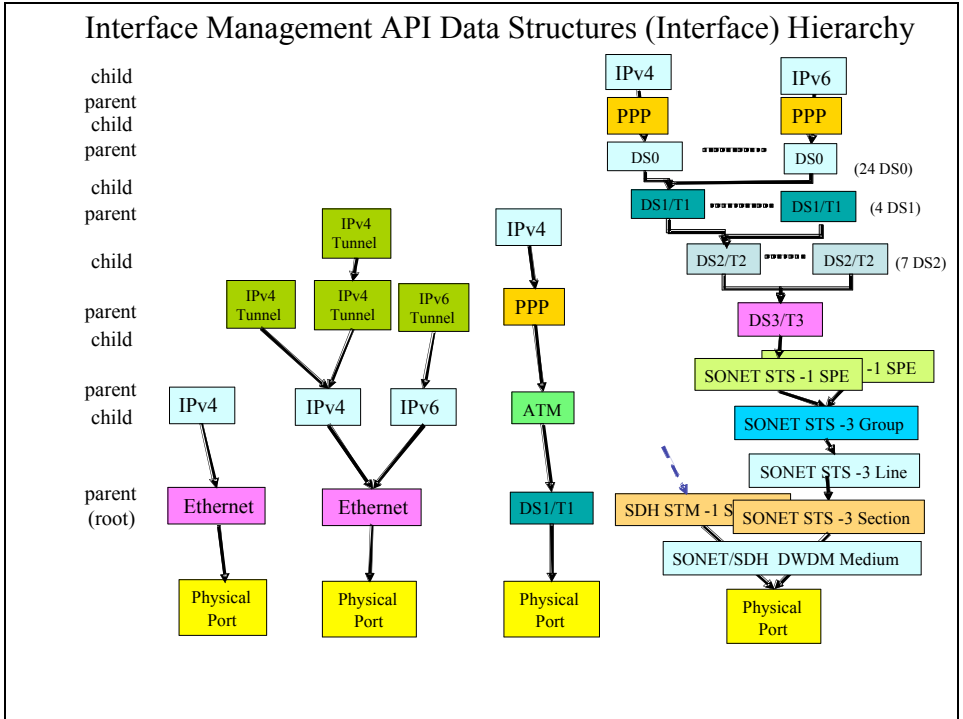 Interface Management API Data Structures (Interface) Hierarchy
child
parent
child
parent
child
parent
child
parent
child
parent
child
parent
(root)
IPv4
Ethernet
Physical
Port
IPv4
Tunnel
IPv4
Tunnel
IPv4
Tunnel
IPv6
Tunnel
IPv4
IPv6
Ethernet
Physical
Port
IPv4
PPP
ATM
DS1/T1
Physical
Port
IPv4
IPv6
PPP
PPP
DS0
DS0
(24 DS0)
DS1/T1
DS1/T1
(4 DS1)
DS2/T2
DS2/T2
(7 DS2)
DS3/T3
-1 SPE
SONET STS -1 SPE
SONET STS -3 Group
SONET STS -3 Line
SDH STM -1 S
SONET STS -3 Section
SONET/SDH DWDM Medium
Physical
Port